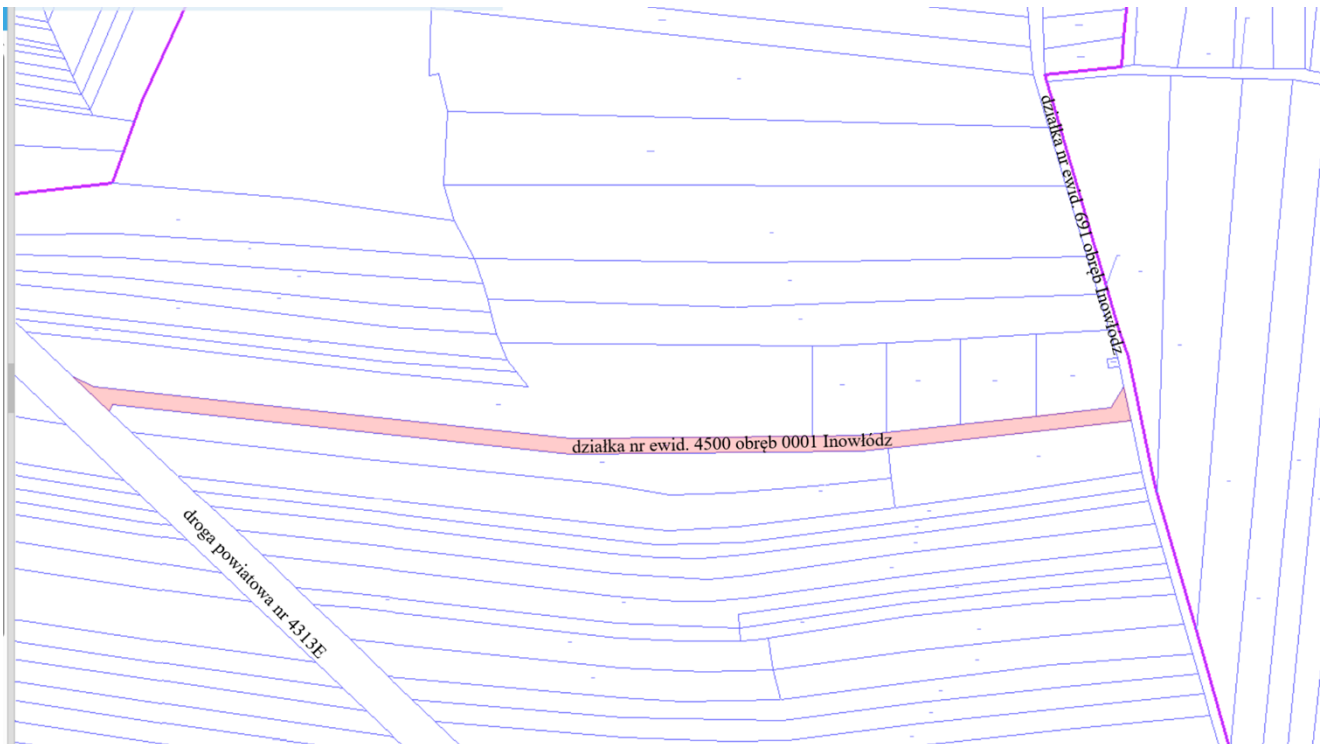 działka nr ewid. 691 obręb Inowłódz
działka nr ewid. 4500 obręb 0001 Inowłódz
droga powiatowa nr 4313E